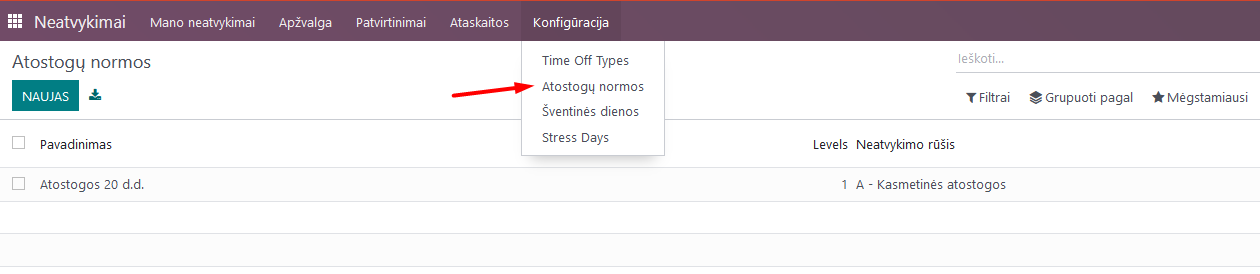 Neatvykimai Mano neatvykimai Apžvalga Patvirtinimai Ataskaitos Konfigūracija
Atostogų normos
Ieškoti...
NAUJAS
Time Off Types
Atostogų normos
Šventinės dienos
Stress Days
Filtrai Grupuoti pagal Mėgstamiausi
Pavadinimas Levels Neatvykimo rūšis
Atostogos 20 d.d. 1 A - Kasmetinės atostogos